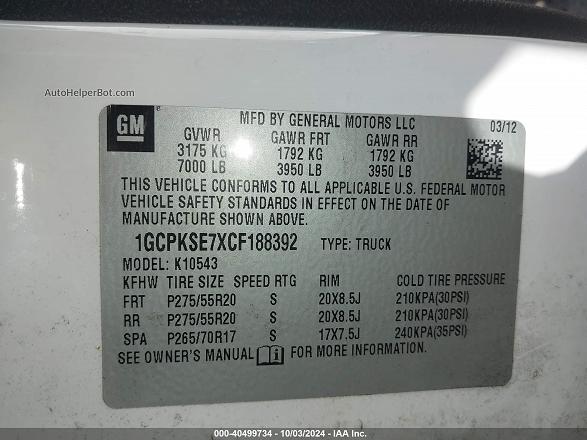 AutoHelperBot.com
GM
MFD BY GENERAL MOTORS LLC 03/12
GVWR GAWR FRT GAWR RR
3175 KG 1792 KG 1792 KG
7000 LB 3950 LB 3950 LB
THIS VEHICLE CONFORMS TO ALL APPLICABLE U.S. FEDERAL MOTOR
VEHICLE SAFETY STANDARDS IN EFFECT ON THE DATE OF
MANUFACTURE SHOWN ABOVE.
1GCPKSE7XCF188392 TYPE: TRUCK
MODEL: K10543
KFHW TIRE SIZE SPEED RTG RIM COLD TIRE PRESSURE
FRT P275/55R20 S 20X8.5J 210KPA(30PSI)
RR P275/55R20 S 20X8.5J 210KPA(30PSI)
SPA P265/70R17 S 17X7.5J 240KPA(35PSI)
SEE OWNER'S MANUAL FOR MORE INFORMATION.
000-40499734 - 10/03/2024 - IAA Inc.